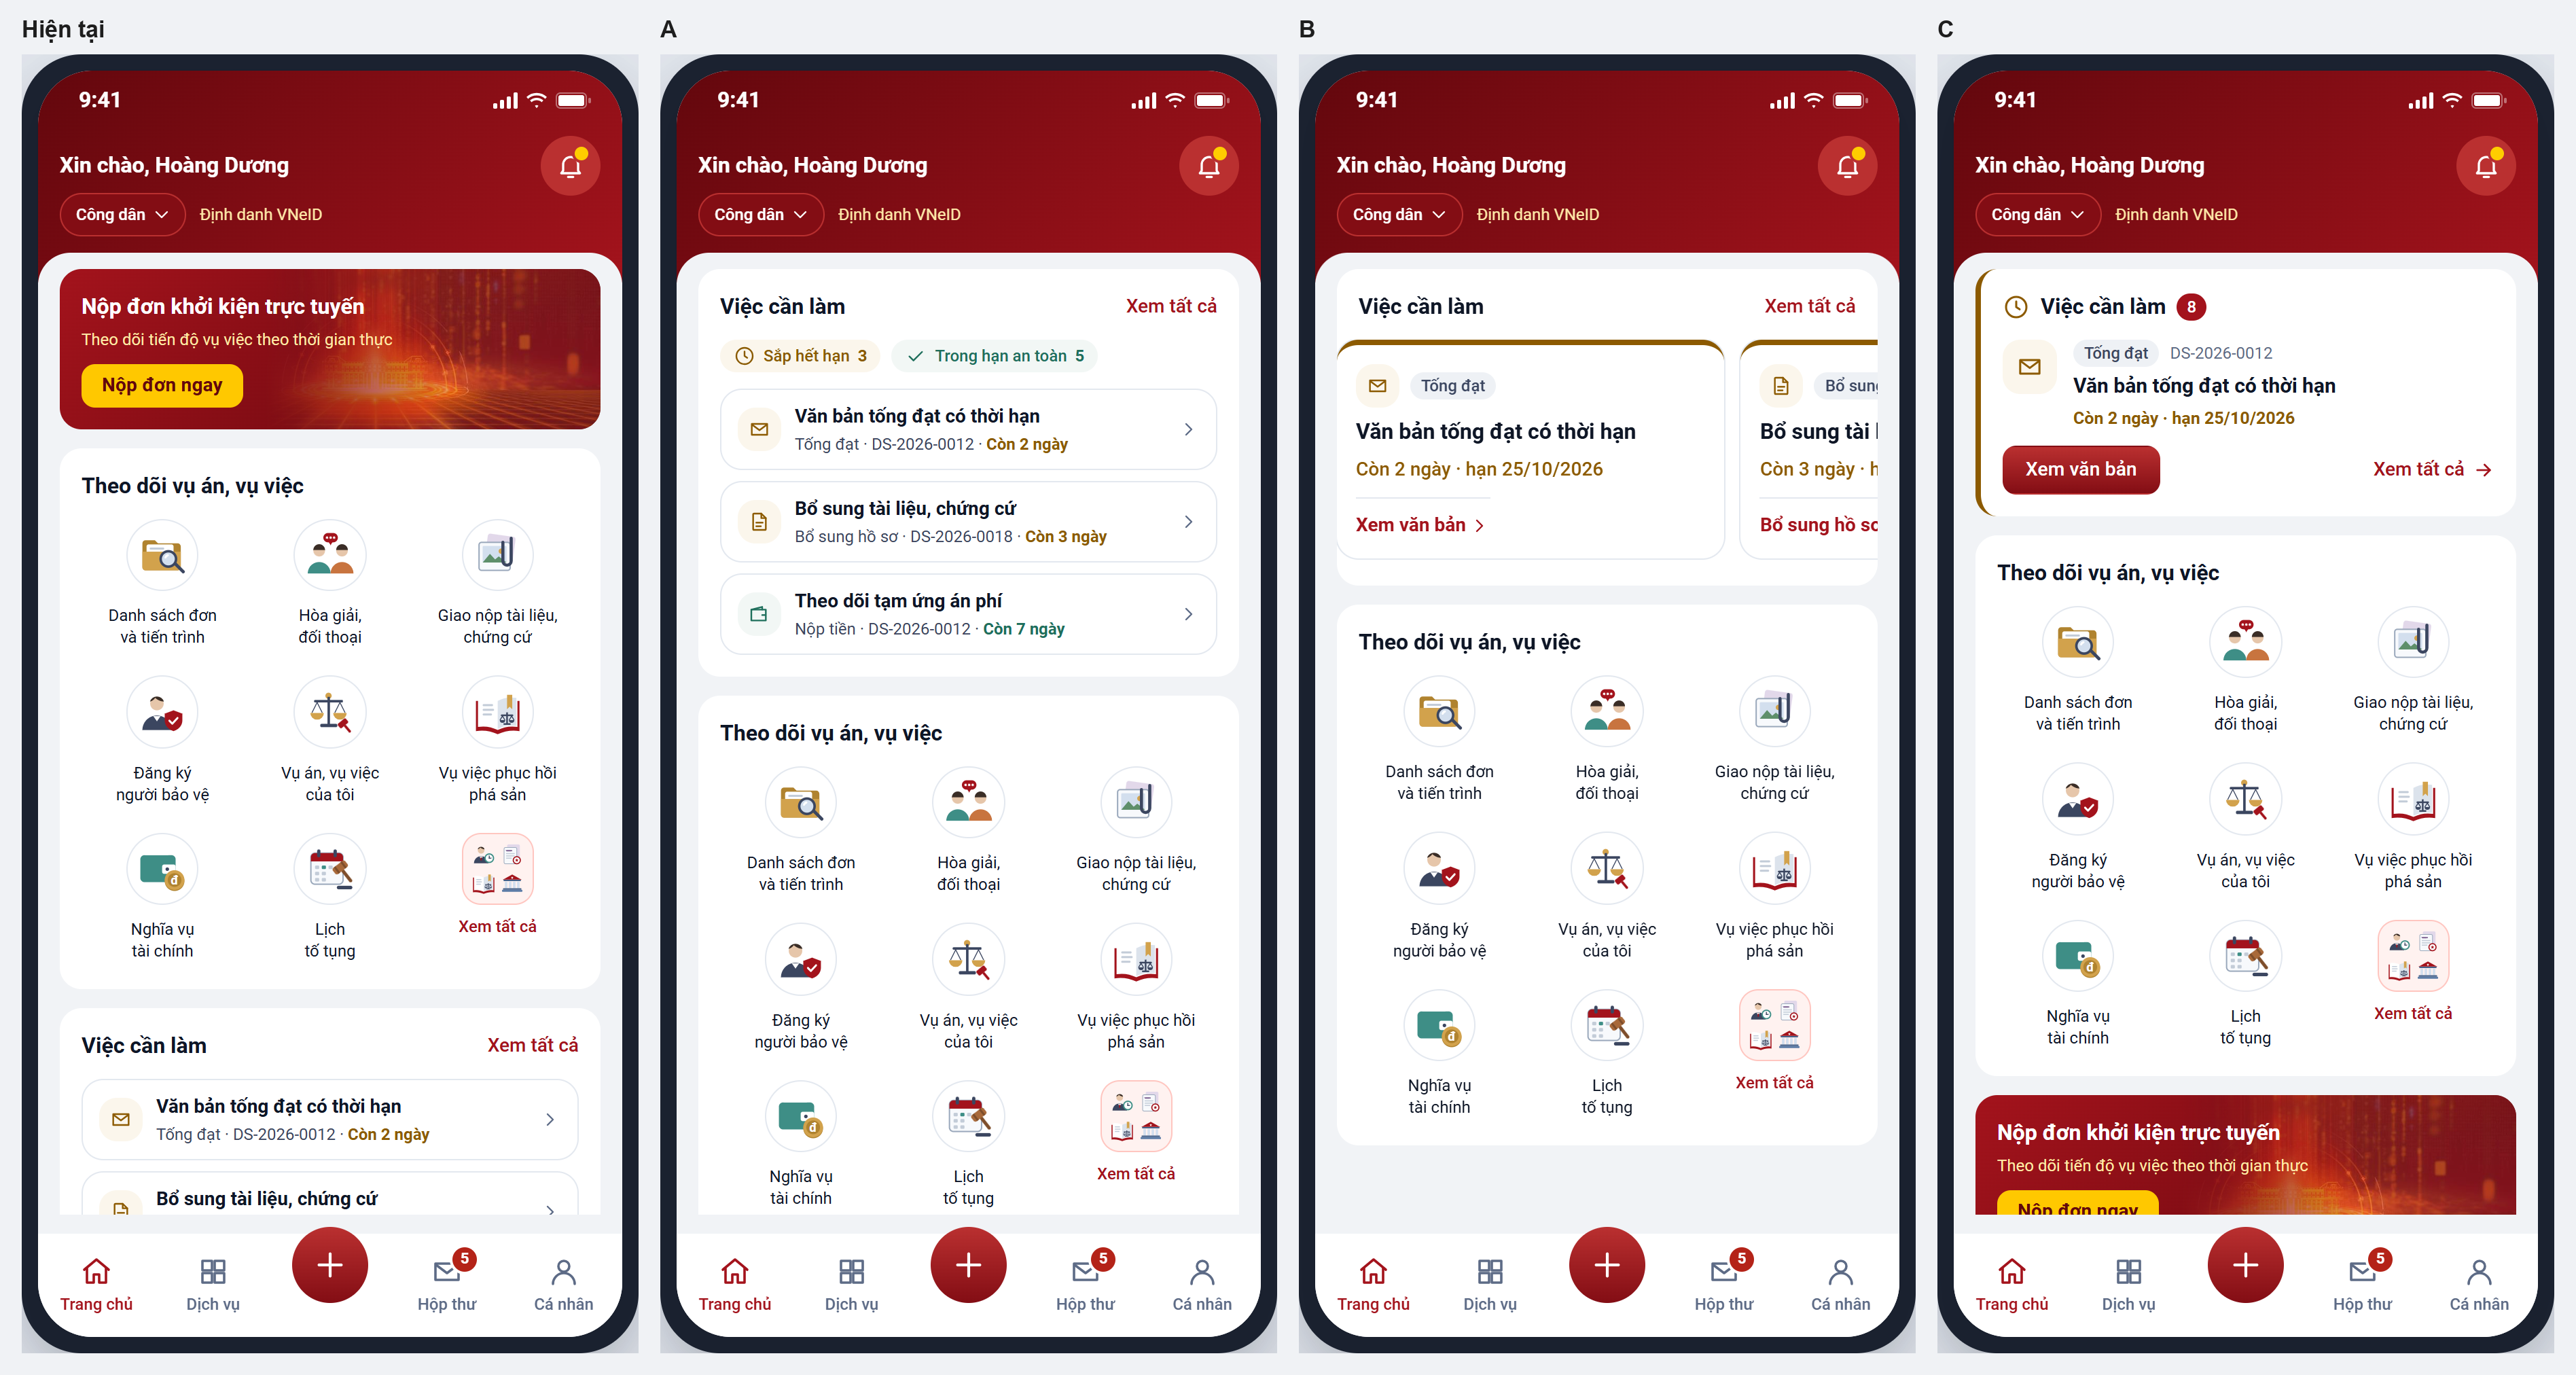 Hiện tại
9:41
Xin chào, Hoàng Dương
Công dân
Định danh VNeID
Nộp đơn khởi kiện trực tuyến
Theo dõi tiến độ vụ việc theo thời gian thực
Nộp đơn ngay
Theo dõi vụ án, vụ việc
Danh sách đơn
và tiến trình
Hòa giải,
đối thoại
Giao nộp tài liệu,
chứng cứ
Đăng ký
người bảo vệ
Vụ án, vụ việc
của tôi
Vụ việc phục hồi
phá sản
Nghĩa vụ
tài chính
Lịch
tố tụng
Xem tất cả
Việc cần làm
Xem tất cả
Văn bản tống đạt có thời hạn
Tống đạt · DS-2026-0012 · Còn 2 ngày
Bổ sung tài liệu, chứng cứ
Trang chủ
Dịch vụ
5
Hộp thư
Cá nhân
A
9:41
Xin chào, Hoàng Dương
Công dân
Định danh VNeID
Việc cần làm
Xem tất cả
Sắp hết hạn 3
Trong hạn an toàn 5
Văn bản tống đạt có thời hạn
Tống đạt · DS-2026-0012 · Còn 2 ngày
Bổ sung tài liệu, chứng cứ
Bổ sung hồ sơ · DS-2026-0018 · Còn 3 ngày
Theo dõi tạm ứng án phí
Nộp tiền · DS-2026-0012 · Còn 7 ngày
Theo dõi vụ án, vụ việc
Danh sách đơn
và tiến trình
Hòa giải,
đối thoại
Giao nộp tài liệu,
chứng cứ
Đăng ký
người bảo vệ
Vụ án, vụ việc
của tôi
Vụ việc phục hồi
phá sản
Nghĩa vụ
tài chính
Lịch
tố tụng
Xem tất cả
Trang chủ
Dịch vụ
5
Hộp thư
Cá nhân
B
9:41
Xin chào, Hoàng Dương
Công dân
Định danh VNeID
Việc cần làm
Xem tất cả
Tống đạt
Văn bản tống đạt có thời hạn
Còn 2 ngày · hạn 25/10/2026
Xem văn bản
Bổ sung
Bổ sung tài l
Còn 3 ngày · h
Bổ sung hồ sơ
Theo dõi vụ án, vụ việc
Danh sách đơn
và tiến trình
Hòa giải,
đối thoại
Giao nộp tài liệu,
chứng cứ
Đăng ký
người bảo vệ
Vụ án, vụ việc
của tôi
Vụ việc phục hồi
phá sản
Nghĩa vụ
tài chính
Lịch
tố tụng
Xem tất cả
Trang chủ
Dịch vụ
5
Hộp thư
Cá nhân
C
9:41
Xin chào, Hoàng Dương
Công dân
Định danh VNeID
Việc cần làm 8
Tống đạt DS-2026-0012
Văn bản tống đạt có thời hạn
Còn 2 ngày · hạn 25/10/2026
Xem văn bản
Xem tất cả
Theo dõi vụ án, vụ việc
Danh sách đơn
và tiến trình
Hòa giải,
đối thoại
Giao nộp tài liệu,
chứng cứ
Đăng ký
người bảo vệ
Vụ án, vụ việc
của tôi
Vụ việc phục hồi
phá sản
Nghĩa vụ
tài chính
Lịch
tố tụng
Xem tất cả
Nộp đơn khởi kiện trực tuyến
Theo dõi tiến độ vụ việc theo thời gian thực
Nộp đơn ngay
Trang chủ
Dịch vụ
5
Hộp thư
Cá nhân